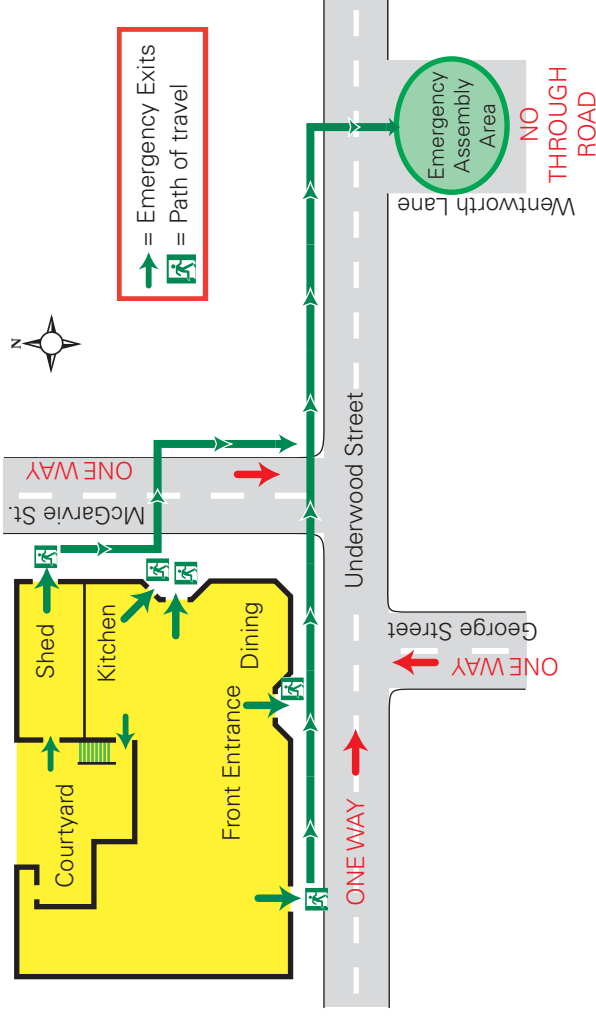 N
= Emergency Exits
= Path of travel
Shed
Kitchen
Courtyard
Dining
Front Entrance
McGarvie St.
ONE WAY
Underwood Street
ONE WAY
George Street
ONE WAY
Wentworth Lane
Emergency
Assembly
Area
NO
THROUGH
ROAD